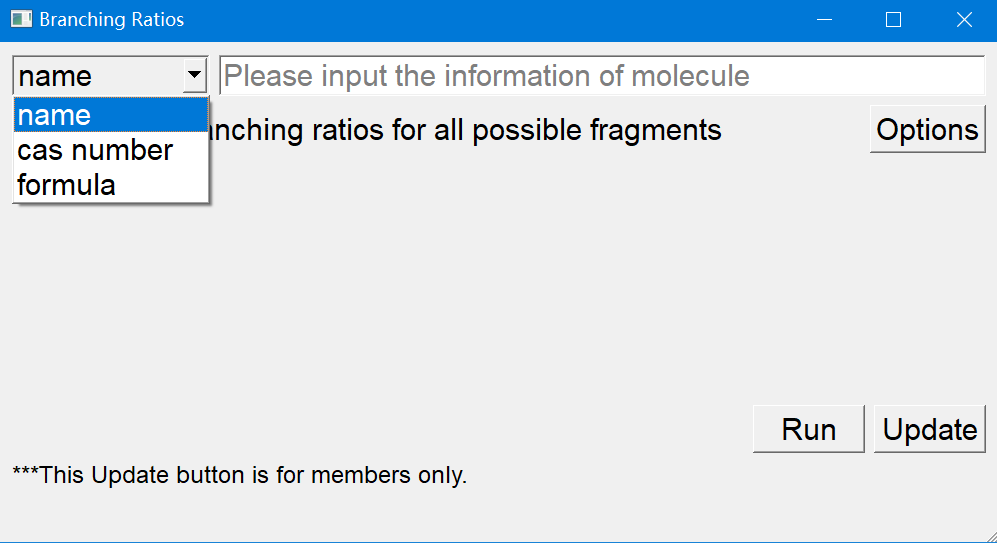 Branching Ratios
name
Please input the information of molecule
name
cas number
formula
anching ratios for all possible fragments
Options
Run
Update
***This Update button is for members only.